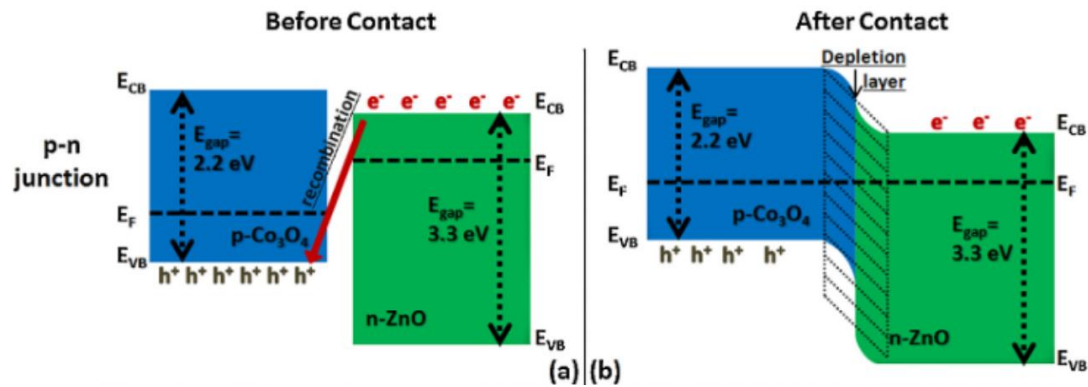 Before Contact
After Contact
p-n
junction
E_CB
E_gap=
2.2 eV
E_F
p-Co₃O₄
E_VB
h⁺ h⁺ h⁺ h⁺ h⁺ h⁺
recombination
e⁻ e⁻ e⁻ e⁻ e⁻
E_CB
E_F
E_gap=
3.3 eV
n-ZnO
E_VB
(a)
(b)
Depletion
layer
E_CB
E_gap=
2.2 eV
E_F
p-Co₃O₄
E_VB
h⁺ h⁺ h⁺ h⁺
e⁻ e⁻ e⁻
E_CB
E_F
E_gap=
3.3 eV
n-ZnO
E_VB